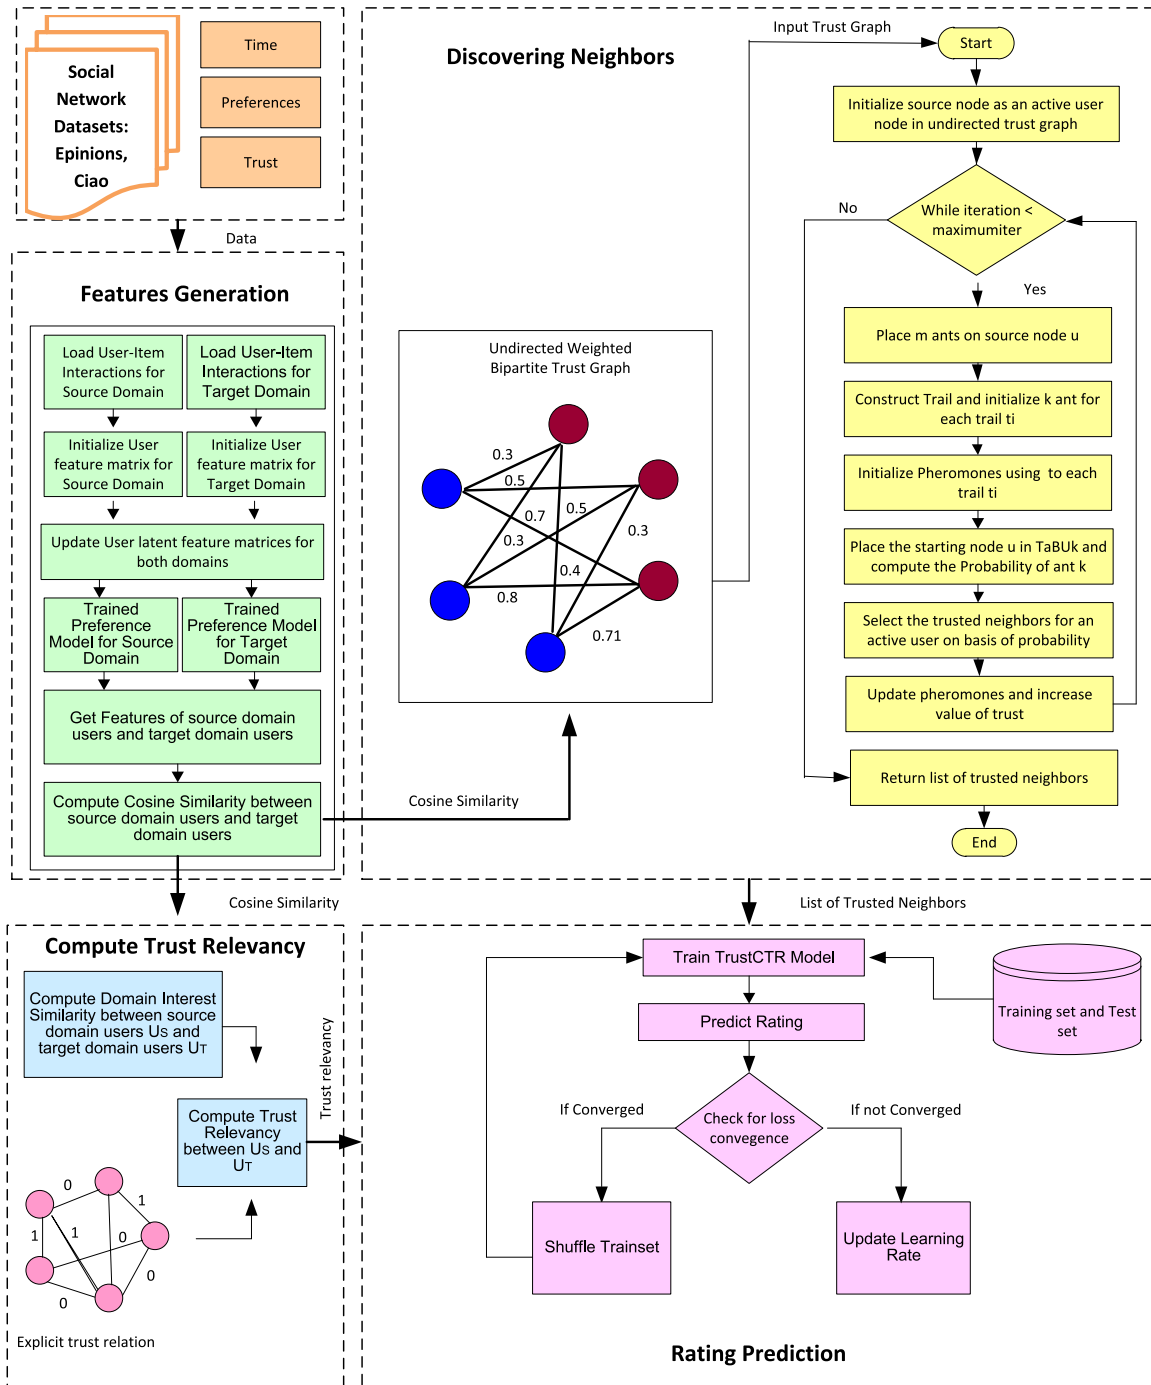 Social
Network
Datasets:
Epinions,
Ciao
Time
Preferences
Trust
Data
Features Generation
Load User-Item
Interactions for
Source Domain
Load User-Item
Interactions for
Target Domain
Initialize User
feature matrix for
Source Domain
Initialize User
feature matrix for
Target Domain
Update User latent feature matrices for
both domains
Trained
Preference
Model for Source
Domain
Trained
Preference Model
for Target
Domain
Get Features of source domain
users and target domain users
Compute Cosine Similarity between
source domain users and target
domain users
Cosine Similarity
Cosine Similarity
Discovering Neighbors
Undirected Weighted
Bipartite Trust Graph
0.3
0.5
0.7
0.5
0.3
0.3
0.4
0.8
0.71
Input Trust Graph
Start
Initialize source node as an active user
node in undirected trust graph
While iteration <
maximumiter
No
Yes
Place m ants on source node u
Construct Trail and initialize k ant for
each trail ti
Initialize Pheromones using  to each
trail ti
Place the starting node u in TaBUk and
compute the Probability of ant k
Select the trusted neighbors for an
active user on basis of probability
Update pheromones and increase
value of trust
Return list of trusted neighbors
End
List of Trusted Neighbors
Compute Trust Relevancy
Compute Domain Interest
Similarity between source
domain users Us and
target domain users UT
Compute Trust
Relevancy
between Us and
UT
Trust relevancy
0
1
1
1
0
0
0
Explicit trust relation
Train TrustCTR Model
Predict Rating
Training set and Test
set
Check for loss
convegence
If Converged
If not Converged
Shuffle Trainset
Update Learning
Rate
Rating Prediction